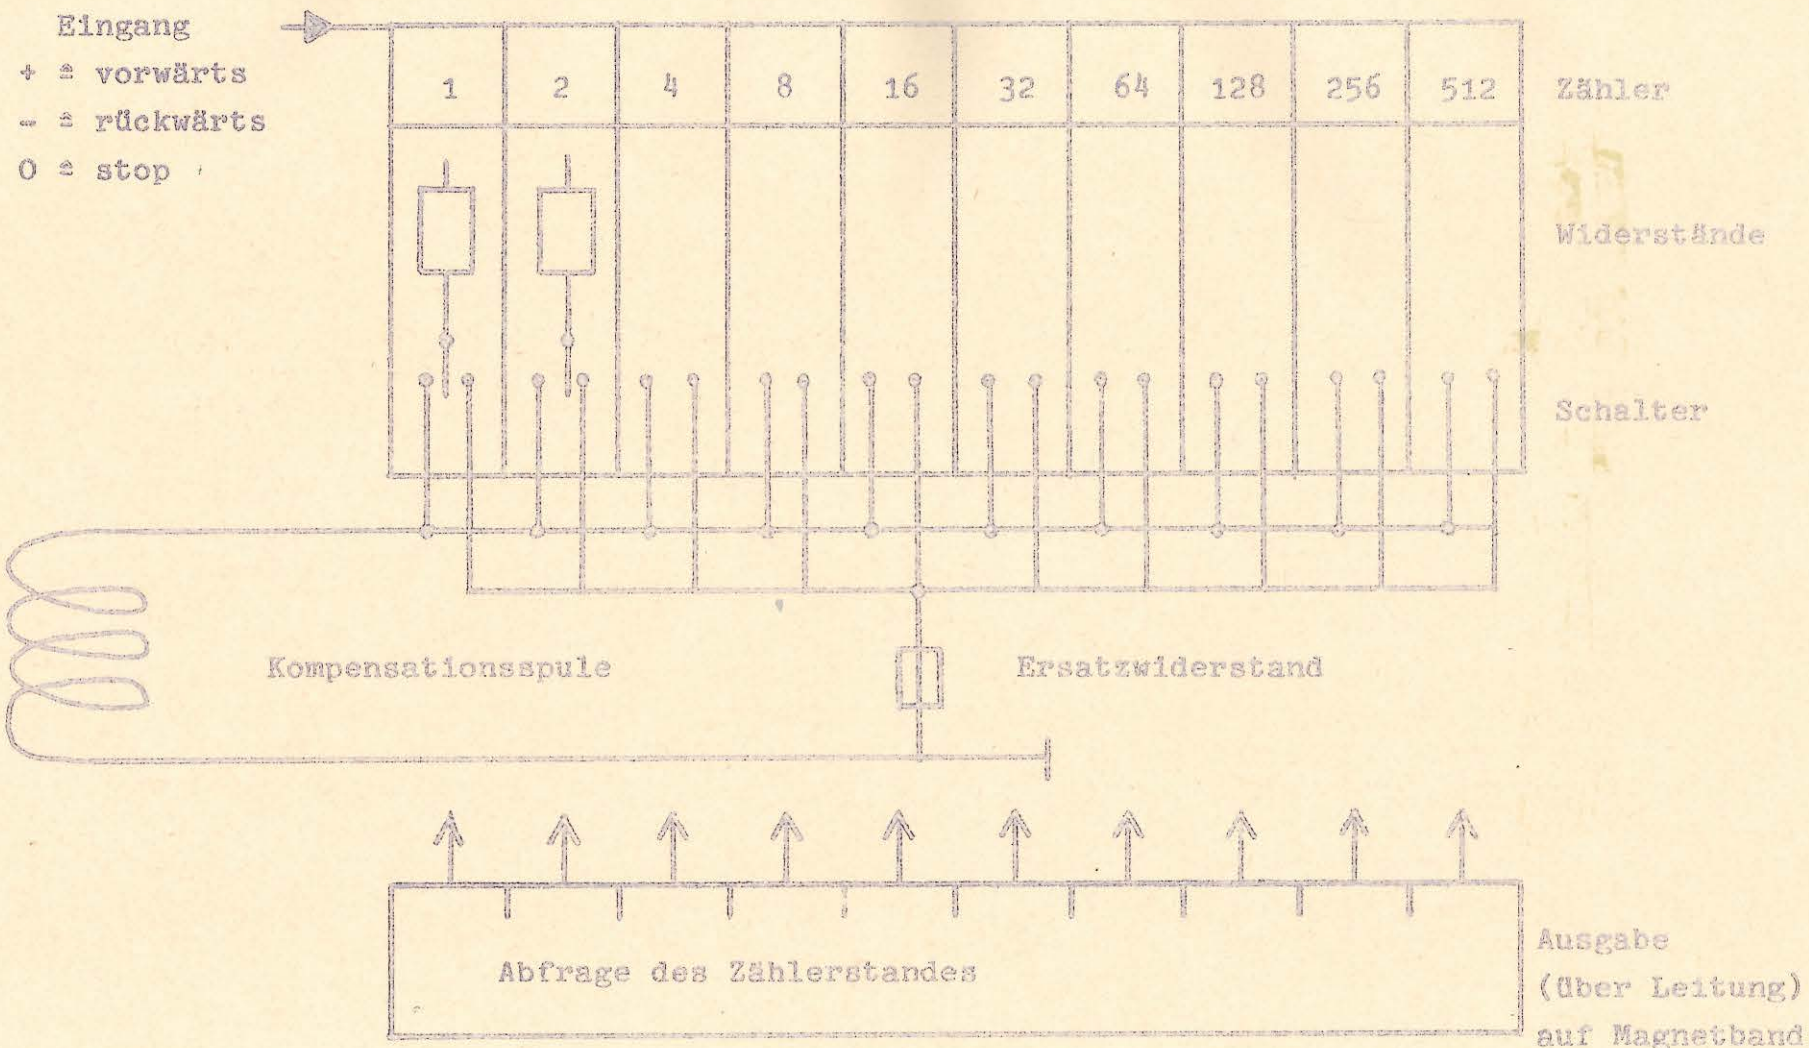 Eingang
+ ≙ vorwärts
- ≙ rückwärts
0 ≙ stop
1 2 4 8 16 32 64 128 256 512 Zähler
Widerstände
Schalter
Kompensationsspule Ersatzwiderstand
Abfrage des Zählerstandes
Ausgabe
(über Leitung)
auf Magnetband